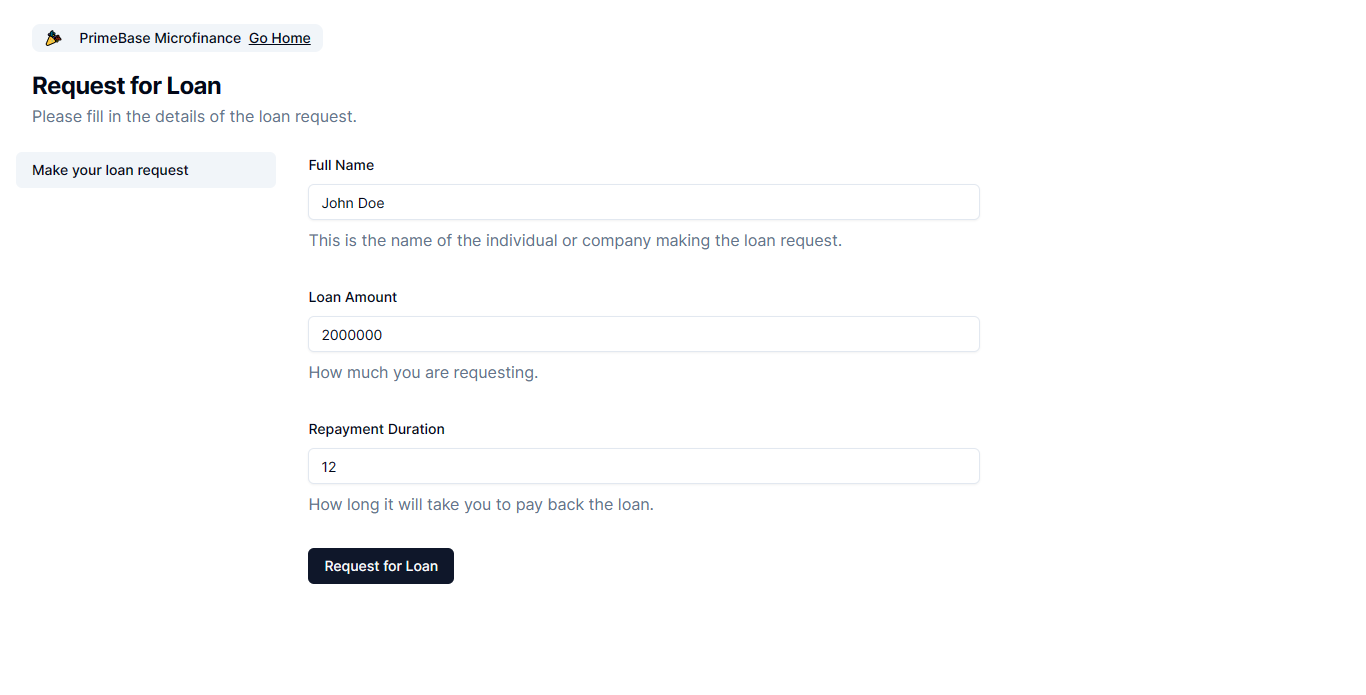 PrimeBase Microfinance Go Home
Request for Loan
Please fill in the details of the loan request.
Make your loan request
Full Name
John Doe
This is the name of the individual or company making the loan request.
Loan Amount
2000000
How much you are requesting.
Repayment Duration
12
How long it will take you to pay back the loan.
Request for Loan